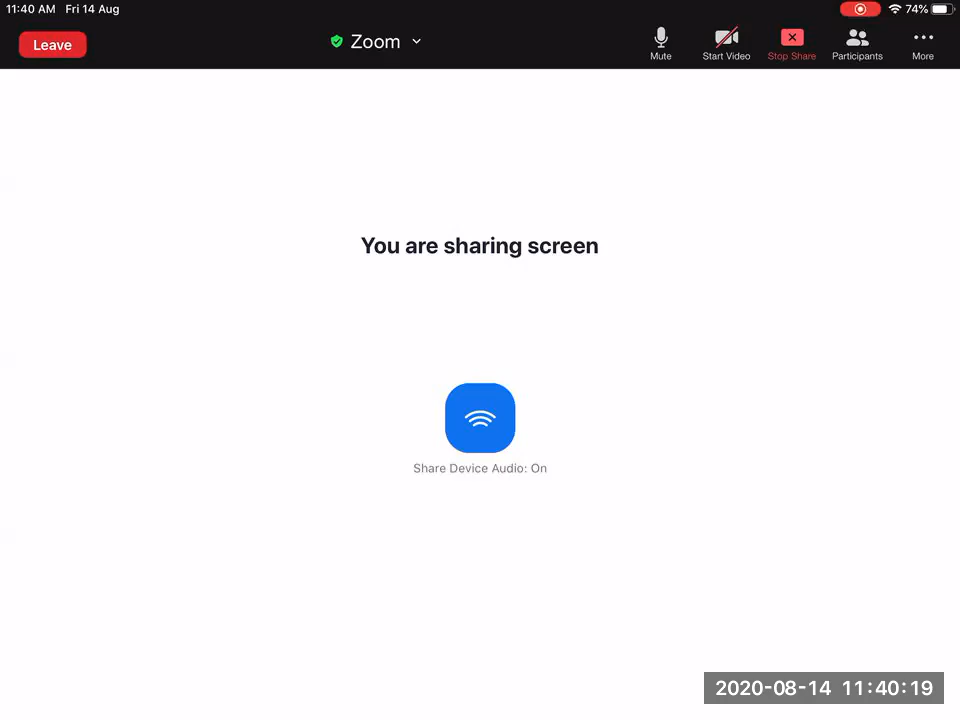 11:40 AM Fri 14 Aug
74%
Leave
Zoom
Mute
Start Video
Stop Share
Participants
More
You are sharing screen
Share Device Audio: On
2020-08-14 11:40:19